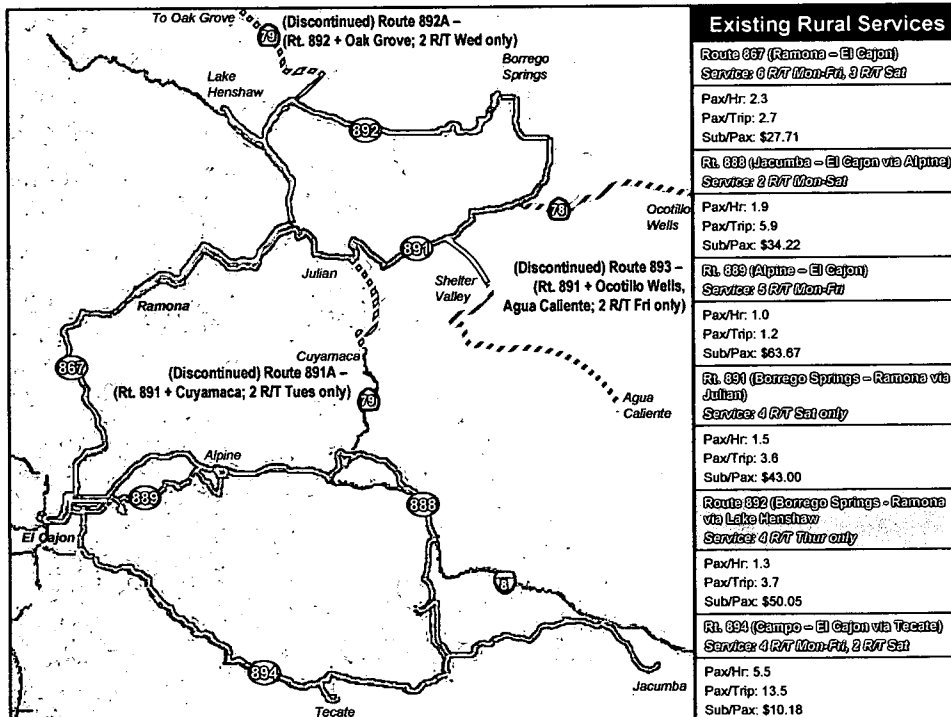 To Oak Grove
79
(Discontinued) Route 892A –
(Rt. 892 + Oak Grove; 2 R/T Wed only)
Borrego
Springs
Lake
Henshaw
892
78
Ocotillo
Wells
891
Julian
Shelter
Valley
(Discontinued) Route 893 –
(Rt. 891 + Ocotillo Wells,
Agua Caliente; 2 R/T Fri only)
Ramona
867
Cuyamaca
(Discontinued) Route 891A –
(Rt. 891 + Cuyamaca; 2 R/T Tues only)
79
Agua
Caliente
Alpine
889
888
El Cajon
8
894
Tecate
Jacumba
Existing Rural Services
Route 867 (Ramona – El Cajon)
Service: 6 R/T Mon-Fri, 3 R/T Sat
Pax/Hr: 2.3
Pax/Trip: 2.7
Sub/Pax: $27.71
Rt. 888 (Jacumba – El Cajon via Alpine)
Service: 2 R/T Mon-Sat
Pax/Hr: 1.9
Pax/Trip: 5.9
Sub/Pax: $34.22
Rt. 889 (Alpine – El Cajon)
Service: 5 R/T Mon-Fri
Pax/Hr: 1.0
Pax/Trip: 1.2
Sub/Pax: $63.67
Rt. 891 (Borrego Springs – Ramona via
Julian)
Service: 4 R/T Sat only
Pax/Hr: 1.5
Pax/Trip: 3.6
Sub/Pax: $43.00
Route 892 (Borrego Springs - Ramona
via Lake Henshaw
Service: 4 R/T Thur only
Pax/Hr: 1.3
Pax/Trip: 3.7
Sub/Pax: $50.05
Rt. 894 (Campo – El Cajon via Tecate)
Service: 4 R/T Mon-Fri, 2 R/T Sat
Pax/Hr: 5.5
Pax/Trip: 13.5
Sub/Pax: $10.18